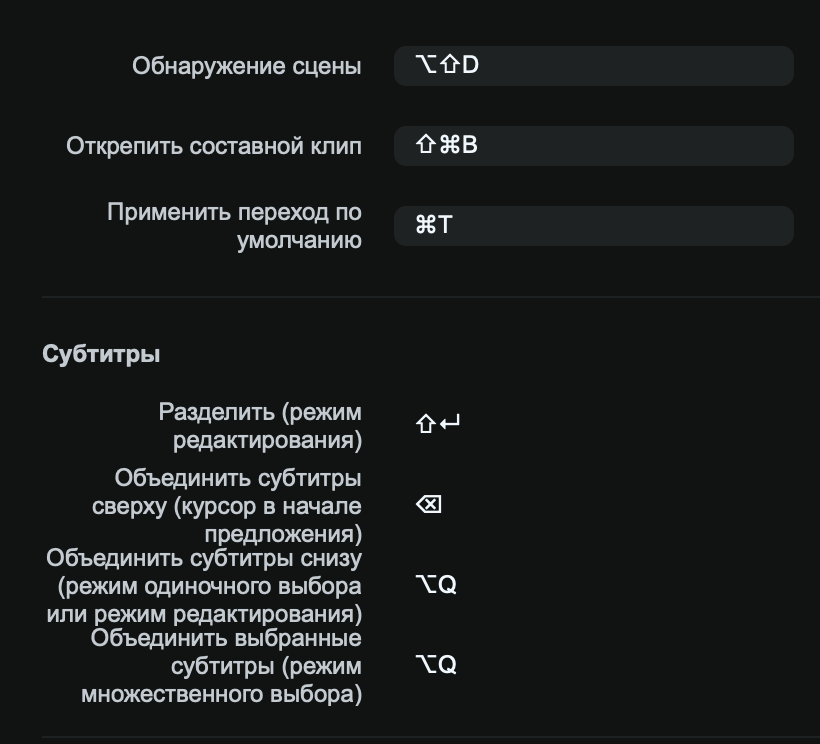 Обнаружение сцены ⌥⇧D
Открепить составной клип ⇧⌘B
Применить переход по
умолчанию ⌘T
Субтитры
Разделить (режим
редактирования) ⇧↵
Объединить субтитры
сверху (курсор в начале
предложения) ⌫
Объединить субтитры снизу
(режим одиночного выбора
или режим редактирования) ⌥Q
Объединить выбранные
субтитры (режим
множественного выбора) ⌥Q